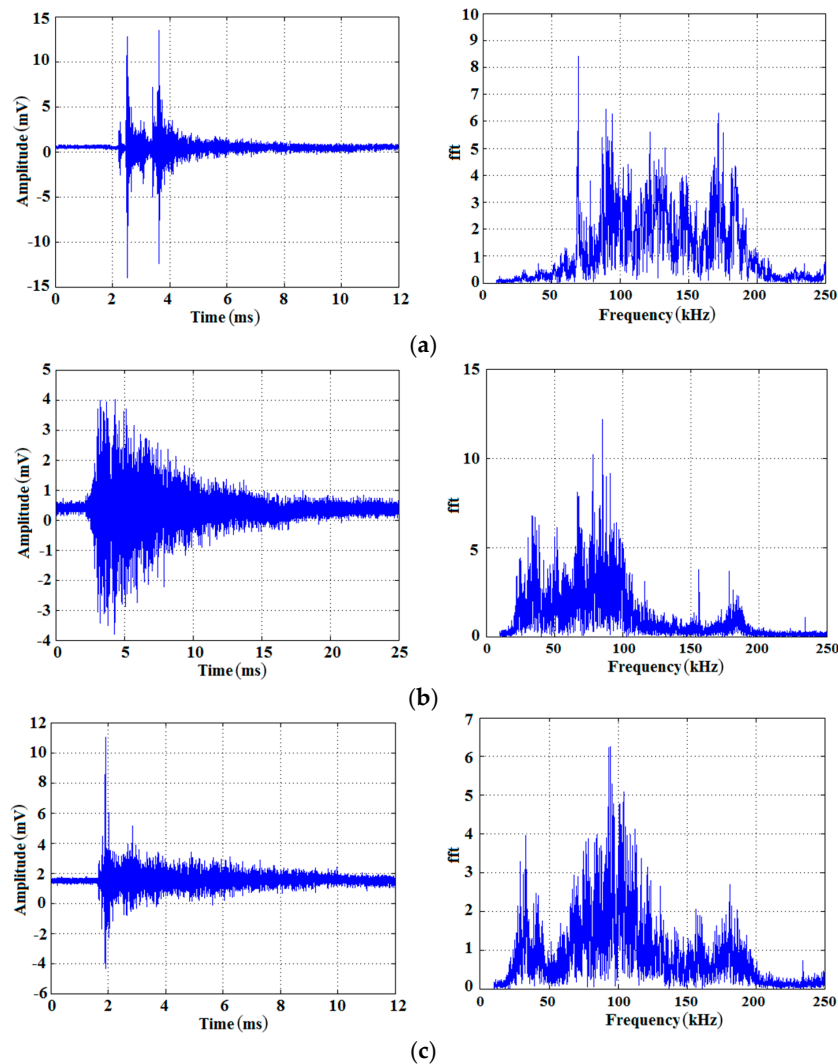 15
10
5
0
−5
−10
−15
0 2 4 6 8 10 12
Amplitude (mV)
Time (ms)
10
9
8
7
6
5
4
3
2
1
0
0 50 100 150 200 250
fft
Frequency (kHz)
(a)
5
4
3
2
1
0
-1
-2
-3
-4
0 5 10 15 20 25
Amplitude (mV)
Time (ms)
15
10
5
0
0 50 100 150 200 250
fft
Frequency (kHz)
(b)
12
10
8
6
4
2
0
-2
-4
-6
0 2 4 6 8 10 12
Amplitude (mV)
Time (ms)
7
6
5
4
3
2
1
0
0 50 100 150 200 250
fft
Frequency (kHz)
(c)